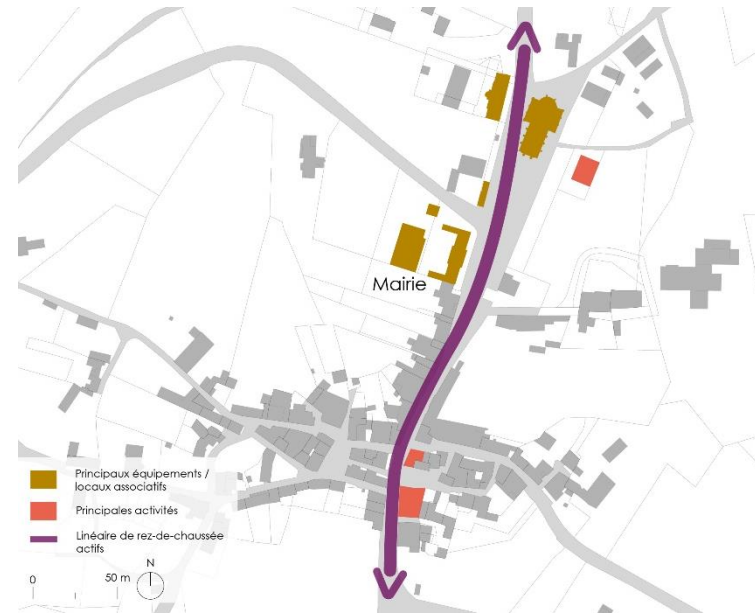 Mairie
Principaux équipements /
locaux associatifs
Principales activités
Linéaire de rez-de-chaussée
actifs
N
0 50 m